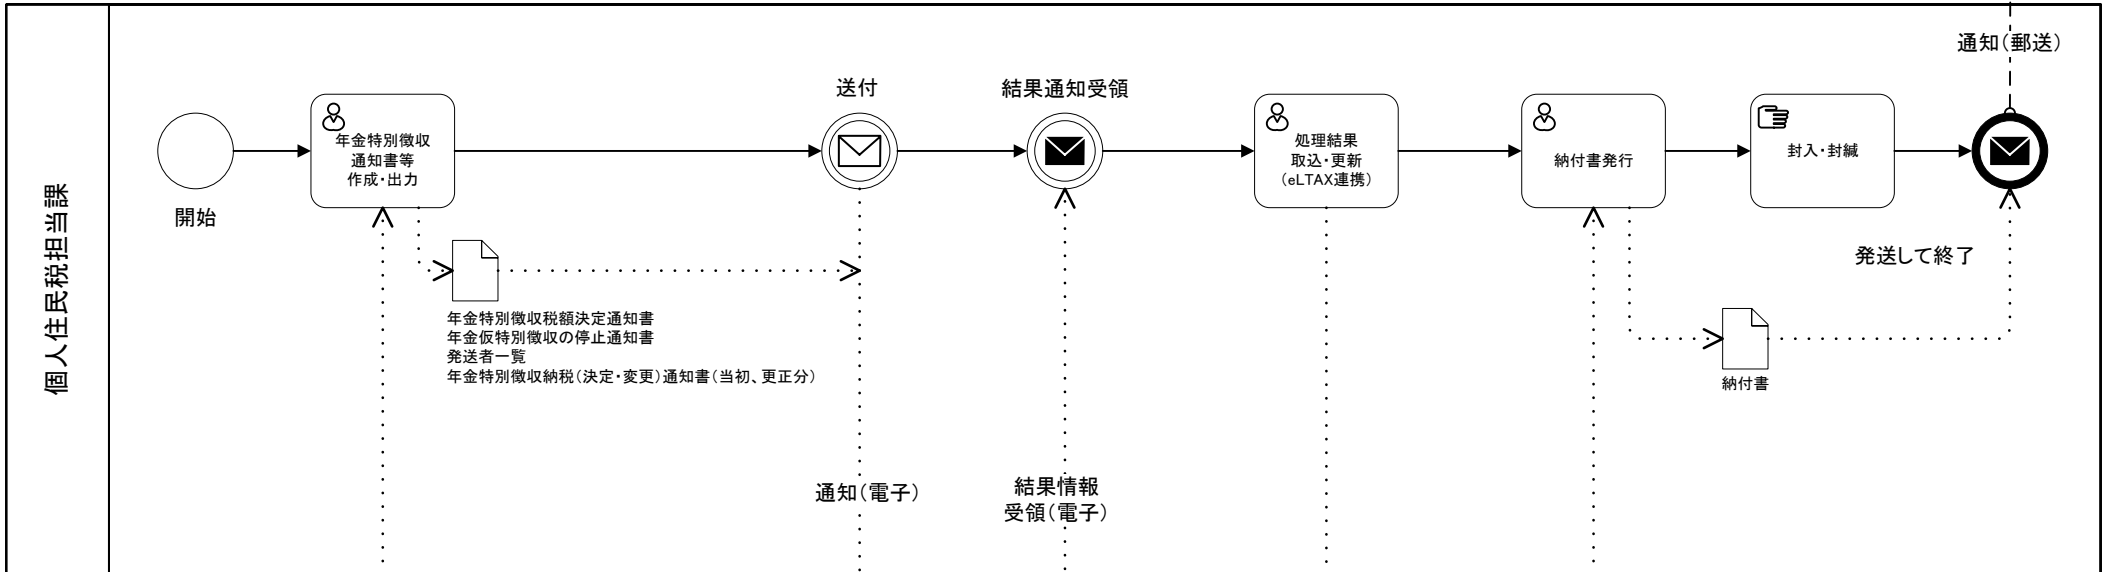 個人住民税担当課
開始
年金特別徴収
通知書等
作成・出力
年金特別徴収税額決定通知書
年金仮特別徴収の停止通知書
発送者一覧
年金特別徴収納税(決定・変更)通知書(当初、更正分)
送付
通知(電子)
結果通知受領
結果情報
受領(電子)
処理結果
取込・更新
(eLTAX連携)
納付書発行
納付書
封入・封緘
通知(郵送)
発送して終了